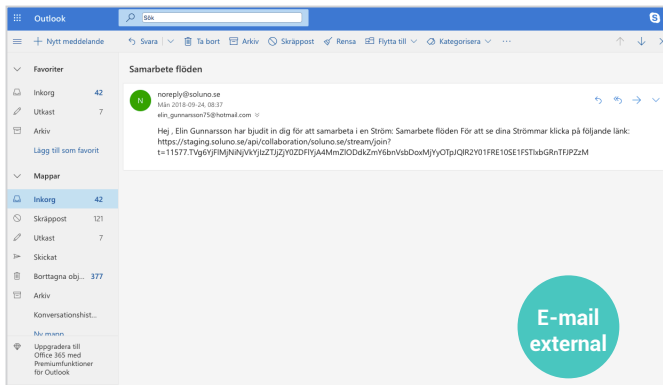 Outlook
Sök
Nytt meddelande
Svara
Ta bort
Arkiv
Skräppost
Rensa
Flytta till
Kategorisera
Favoriter
Inkorg 42
Utkast 7
Arkiv
Lägg till som favorit
Mappar
Inkorg 42
Skräppost 121
Utkast 7
Skickat
Borttagna obj... 377
Arkiv
Konversationshist...
Ny mapp
Uppgradera till
Office 365 med
Premiumfunktioner
för Outlook
Samarbete flöden
N
noreply@soluno.se
Mån 2018-09-24, 08:37
elin_gunnarsson75@hotmail.com
Hej , Elin Gunnarsson har bjudit in dig för att samarbeta i en Ström: Samarbete flöden För att se dina Strömmar klicka på följande länk:
https://staging.soluno.se/api/collaboration/soluno.se/stream/join?
E-mail
external